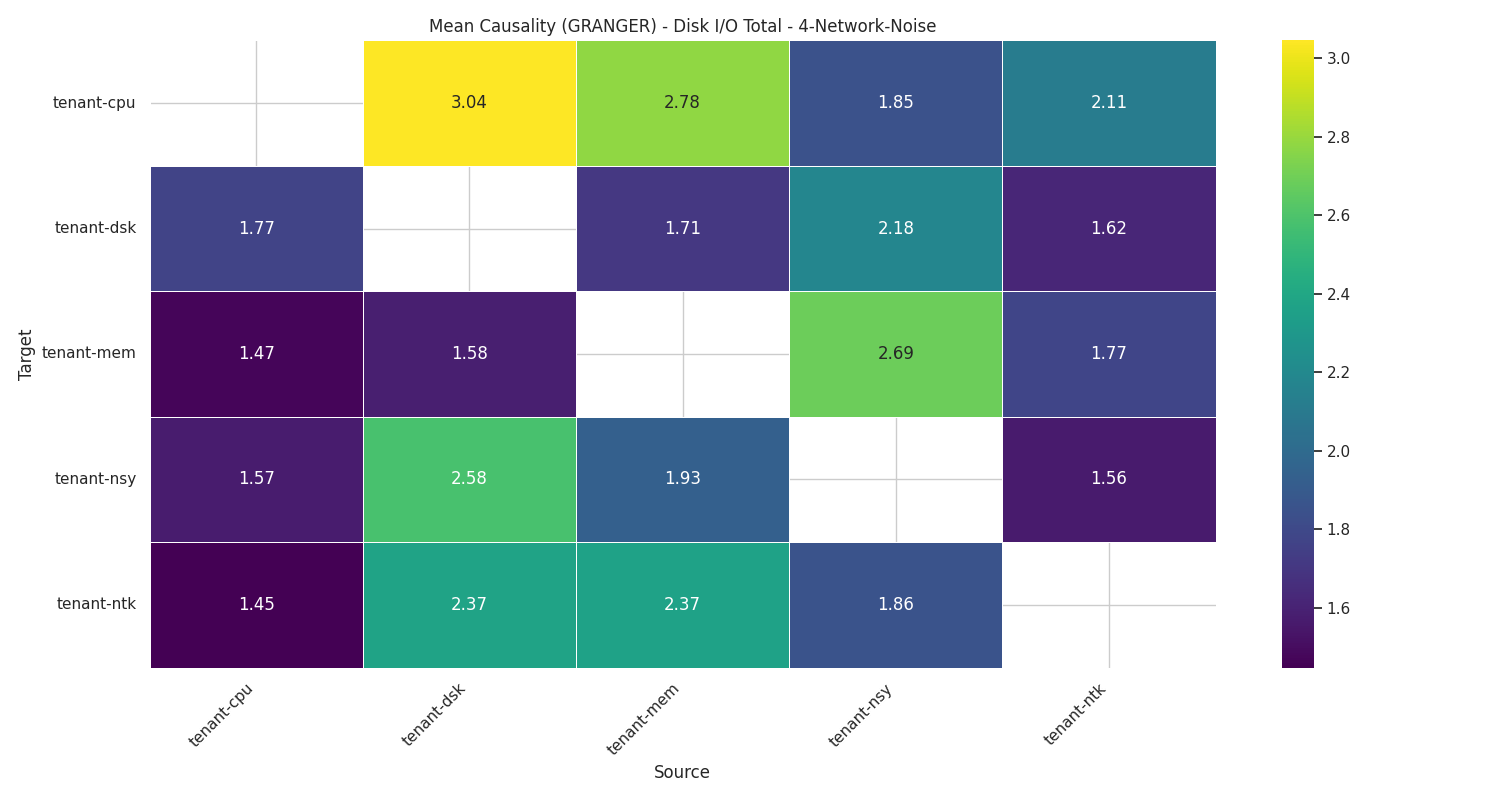 Mean Causality (GRANGER) - Disk I/O Total - 4-Network-Noise
tenant-cpu 3.04 2.78 1.85 2.11
tenant-dsk 1.77 1.71 2.18 1.62
tenant-mem 1.47 1.58 2.69 1.77
tenant-nsy 1.57 2.58 1.93 1.56
tenant-ntk 1.45 2.37 2.37 1.86
Target
tenant-cpu tenant-dsk tenant-mem tenant-nsy tenant-ntk
Source
3.0
2.8
2.6
2.4
2.2
2.0
1.8
1.6